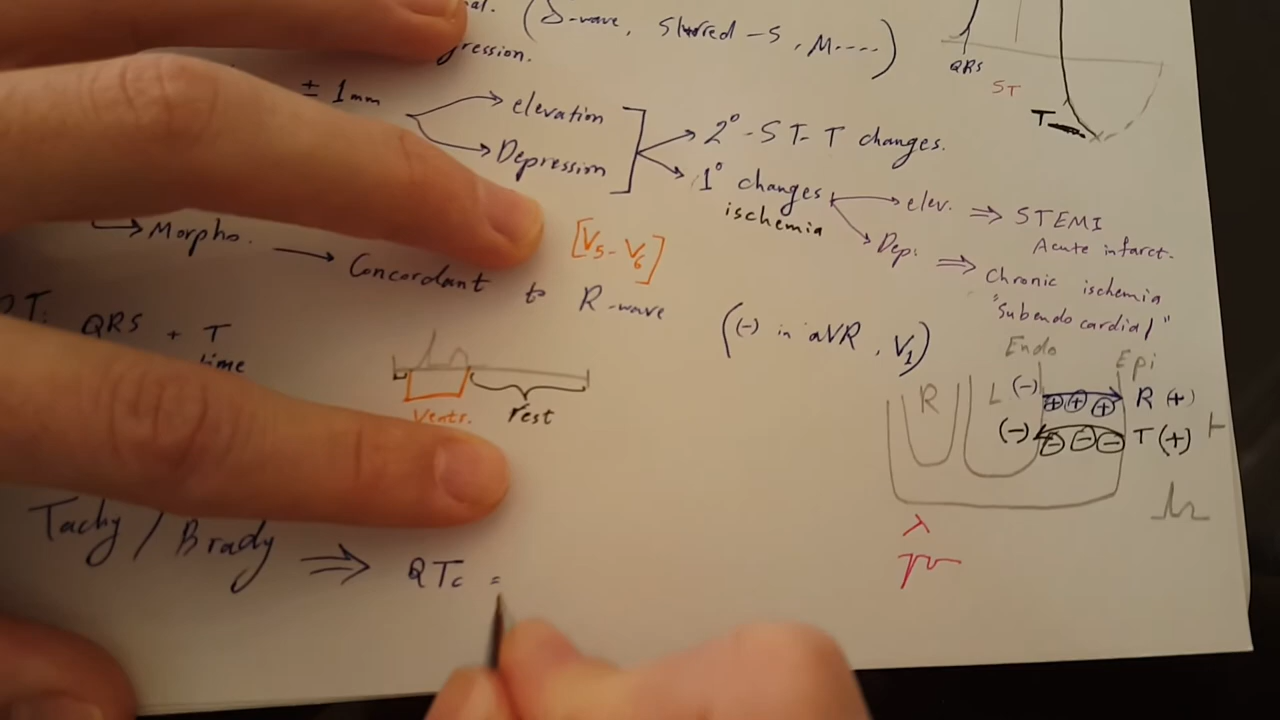 al. (δ-wave, Slurred -S, M----)
gression.
QRS
ST
T
± 1mm
elevation
Depression
2° - ST-T changes.
1° changes
ischemia
elev. ⇒ STEMI
Acute infarct.
Dep: ⇒ Chronic ischemia
"Subendocardial"
Morpho. → Concordant to R-wave
[V5-V6]
((-) in aVR, V1)
QT: QRS + T
time
Ventr.
rest
Endo
Epi
R
L (-)
+ + +
R (+)
(-)
- - -
T (+)
Tachy / Brady ⇒ QTc =